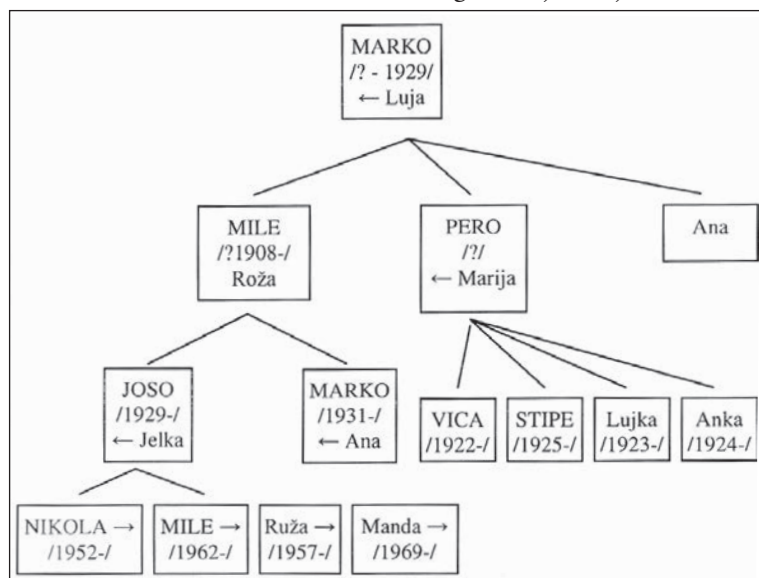 MARKO
/? - 1929/
← Luja
MILE
/?1908-/
Roža
PERO
/?/
← Marija
Ana
JOSO
/1929-/
← Jelka
MARKO
/1931-/
← Ana
VICA
/1922-/
STIPE
/1925-/
Lujka
/1923-/
Anka
/1924-/
NIKOLA →
/1952-/
MILE →
/1962-/
Ruža →
/1957-/
Manda →
/1969-/